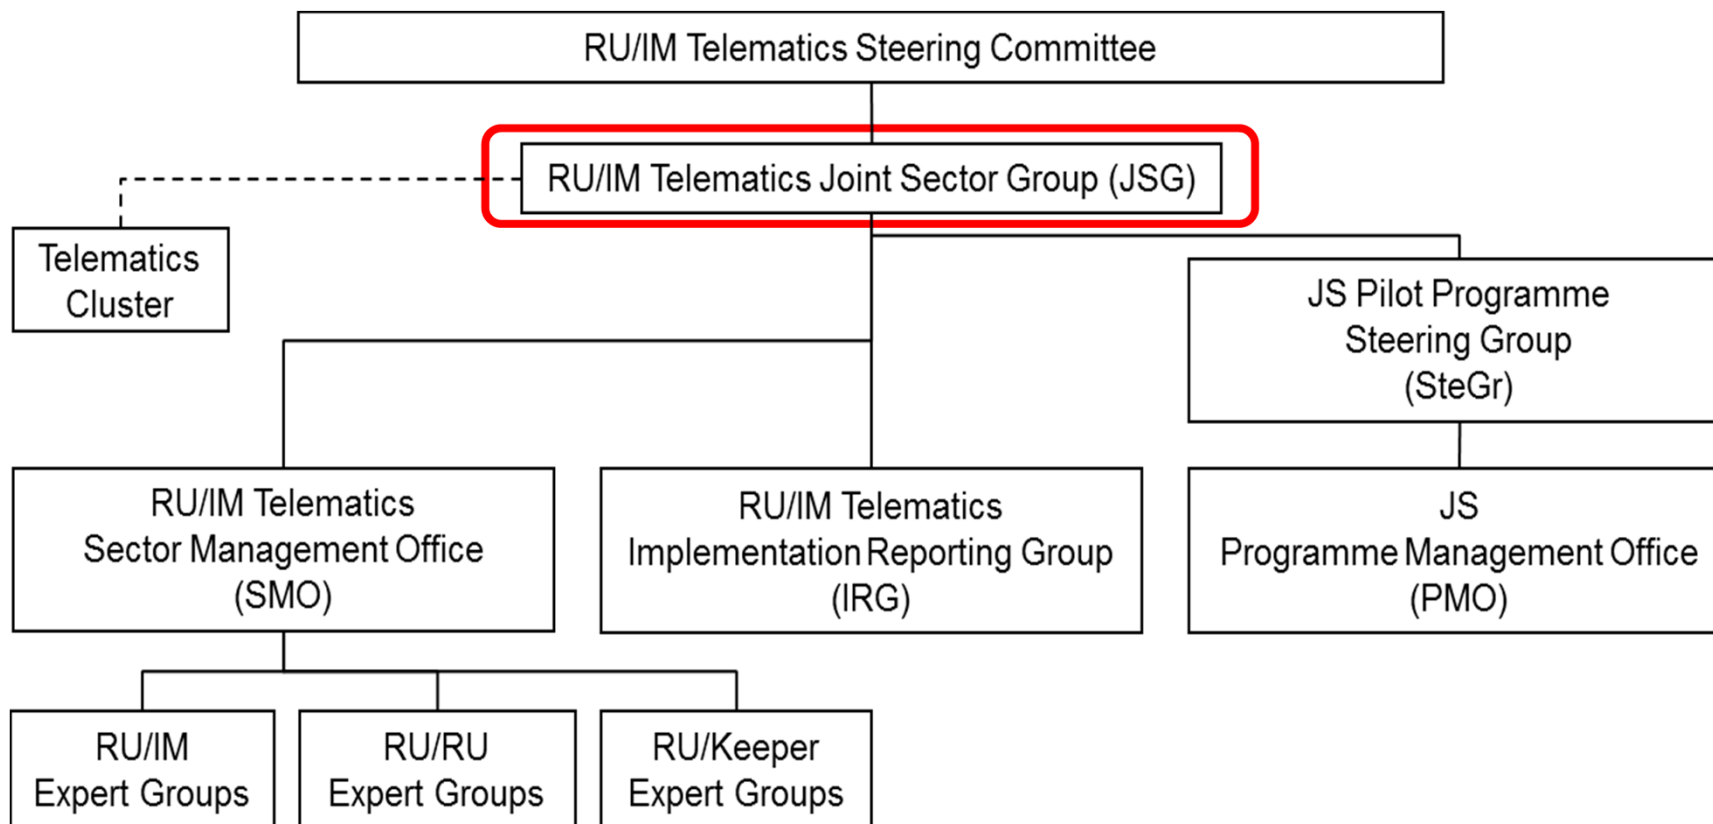 RU/IM Telematics Steering Committee
RU/IM Telematics Joint Sector Group (JSG)
Telematics
Cluster
JS Pilot Programme
Steering Group
(SteGr)
RU/IM Telematics
Sector Management Office
(SMO)
RU/IM Telematics
Implementation Reporting Group
(IRG)
JS
Programme Management Office
(PMO)
RU/IM
Expert Groups
RU/RU
Expert Groups
RU/Keeper
Expert Groups